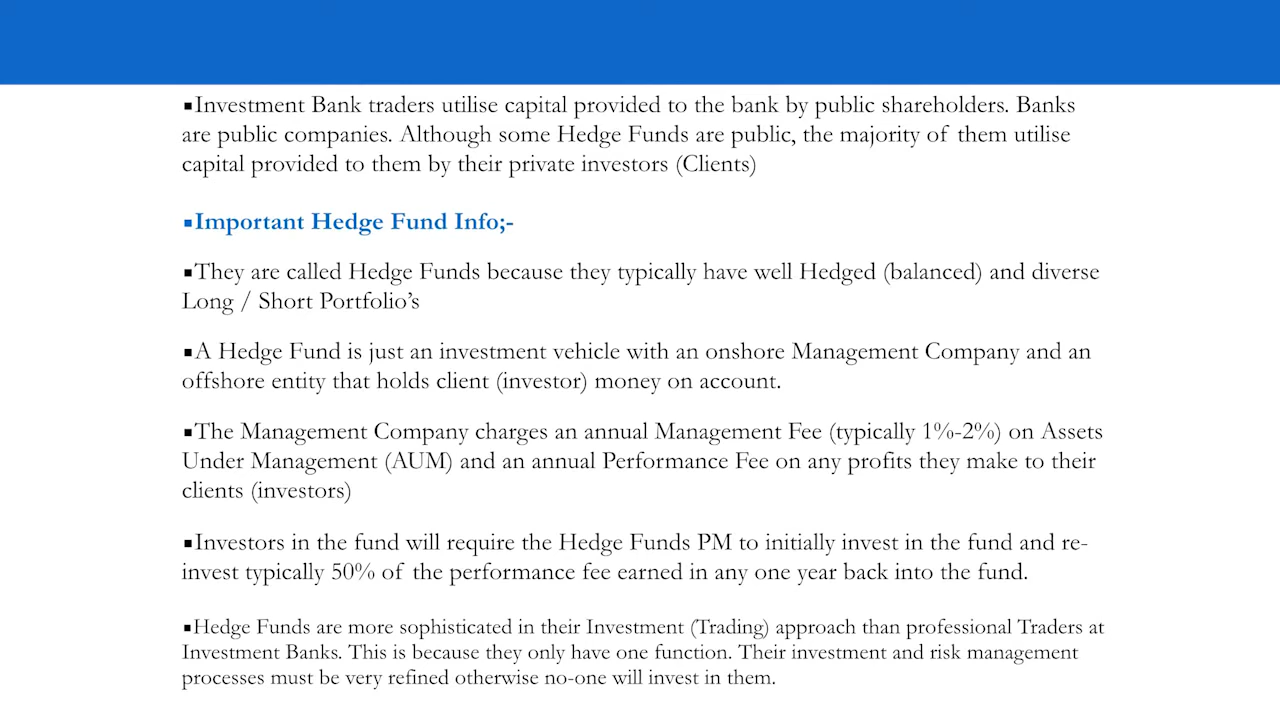 ▪Investment Bank traders utilise capital provided to the bank by public shareholders. Banks
are public companies. Although some Hedge Funds are public, the majority of them utilise
capital provided to them by their private investors (Clients)
▪Important Hedge Fund Info;-
▪They are called Hedge Funds because they typically have well Hedged (balanced) and diverse
Long / Short Portfolio’s
▪A Hedge Fund is just an investment vehicle with an onshore Management Company and an
offshore entity that holds client (investor) money on account.
▪The Management Company charges an annual Management Fee (typically 1%-2%) on Assets
Under Management (AUM) and an annual Performance Fee on any profits they make to their
clients (investors)
▪Investors in the fund will require the Hedge Funds PM to initially invest in the fund and re-
invest typically 50% of the performance fee earned in any one year back into the fund.
▪Hedge Funds are more sophisticated in their Investment (Trading) approach than professional Traders at
Investment Banks. This is because they only have one function. Their investment and risk management
processes must be very refined otherwise no-one will invest in them.